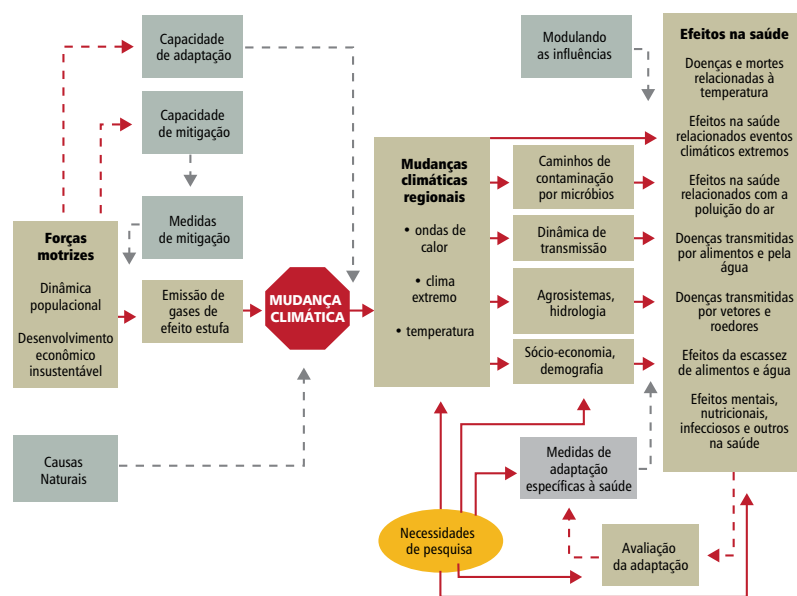 Capacidade
de adaptação
Capacidade
de mitigação
Medidas
de mitigação
Forças
motrizes
Dinâmica
populacional
Desenvolvimento
econômico
insustentável
Emissão de
gases de
efeito estufa
MUDANÇA
CLIMÁTICA
Causas
Naturais
Mudanças
climáticas
regionais
• ondas de
calor
• clima
extremo
• temperatura
Modulando
as influências
Caminhos de
contaminação
por micróbios
Dinâmica de
transmissão
Agrosistemas,
hidrologia
Sócio-economia,
demografia
Medidas de
adaptação
específicas à
saúde
Necessidades
de pesquisa
Avaliação
da adaptação
Efeitos na saúde
Doenças e mortes
relacionadas à
temperatura
Efeitos na saúde
relacionados eventos
climáticos extremos
Efeitos na saúde
relacionados com a
poluição do ar
Doenças transmitidas
por alimentos e pela
água
Doenças transmitidas
por vetores e
roedores
Efeitos da escassez
de alimentos e água
Efeitos mentais,
nutricionais,
infecciosos e outros
na saúde